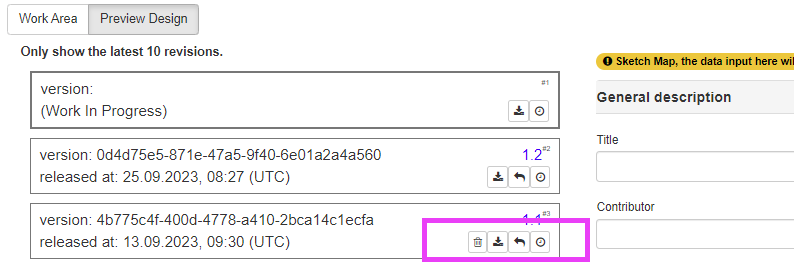 Work Area
Preview Design
Only show the latest 10 revisions.
version:
#1
(Work In Progress)
version: 0d4d75e5-871e-47a5-9f40-6e01a2a4a560
1.2#2
released at: 25.09.2023, 08:27 (UTC)
version: 4b775c4f-400d-4778-a410-2bca14c1ecfa
1.1#3
released at: 13.09.2023, 09:30 (UTC)
Sketch Map, the data input here wil
General description
Title
Contributor